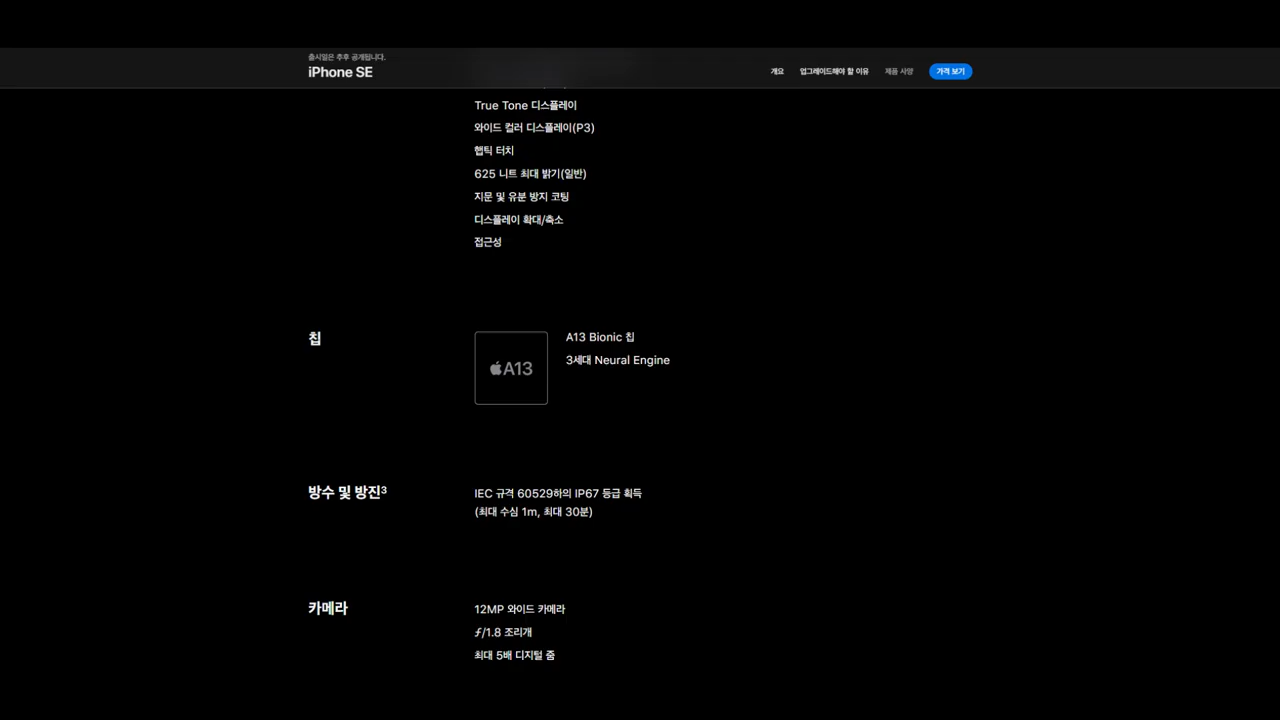 출시일은 추후 공개됩니다.
iPhone SE
개요 업그레이드해야 할 이유 제품 사양 가격 보기
True Tone 디스플레이
와이드 컬러 디스플레이(P3)
햅틱 터치
625 니트 최대 밝기(일반)
지문 및 유분 방지 코팅
디스플레이 확대/축소
접근성
칩
A13
A13 Bionic 칩
3세대 Neural Engine
방수 및 방진3
IEC 규격 60529하의 IP67 등급 획득
(최대 수심 1m, 최대 30분)
카메라
12MP 와이드 카메라
ƒ/1.8 조리개
최대 5배 디지털 줌